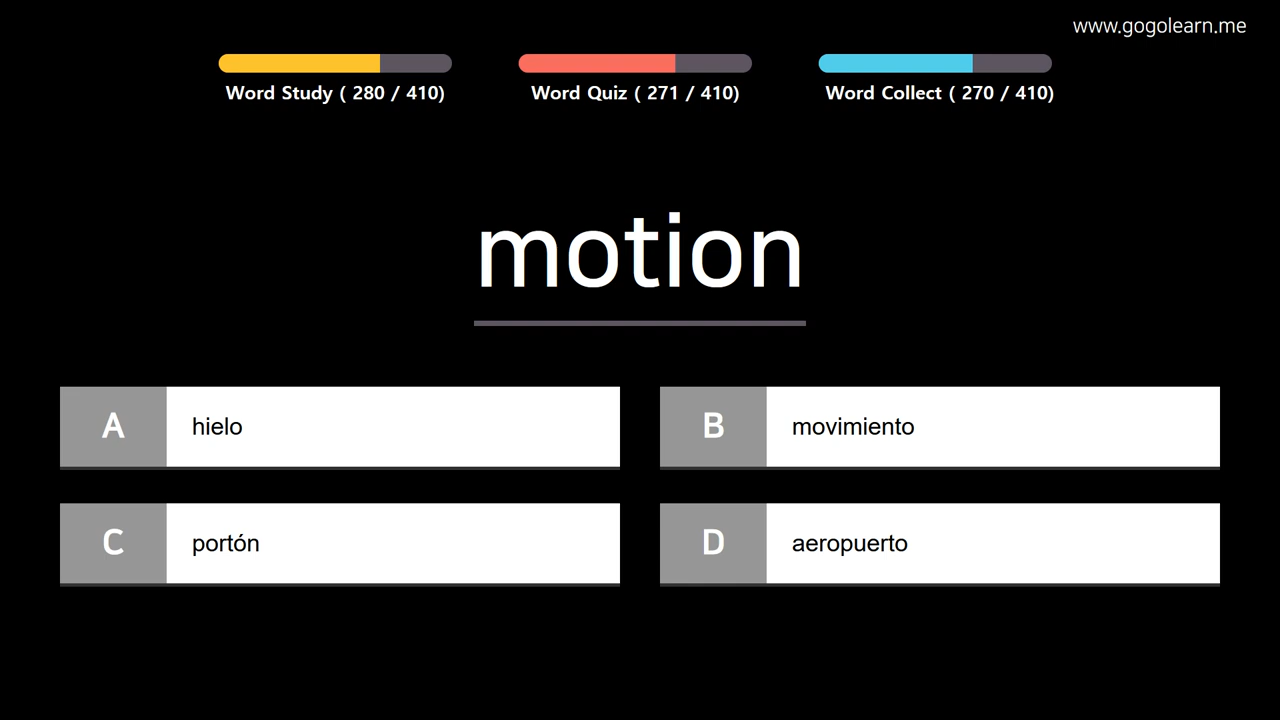 www.gogolearn.me
Word Study ( 280 / 410)
Word Quiz ( 271 / 410)
Word Collect ( 270 / 410)
motion
A hielo
B movimiento
C portón
D aeropuerto